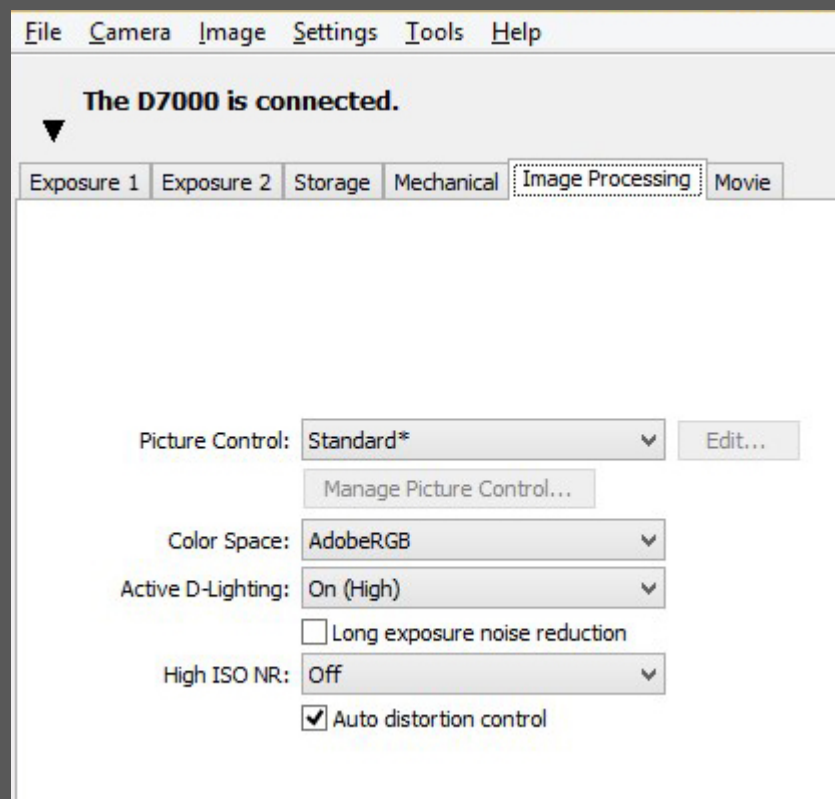 File Camera Image Settings Tools Help
The D7000 is connected.
Exposure 1 Exposure 2 Storage Mechanical Image Processing Movie
Picture Control: Standard* Edit...
Manage Picture Control...
Color Space: AdobeRGB
Active D-Lighting: On (High)
Long exposure noise reduction
High ISO NR: Off
Auto distortion control